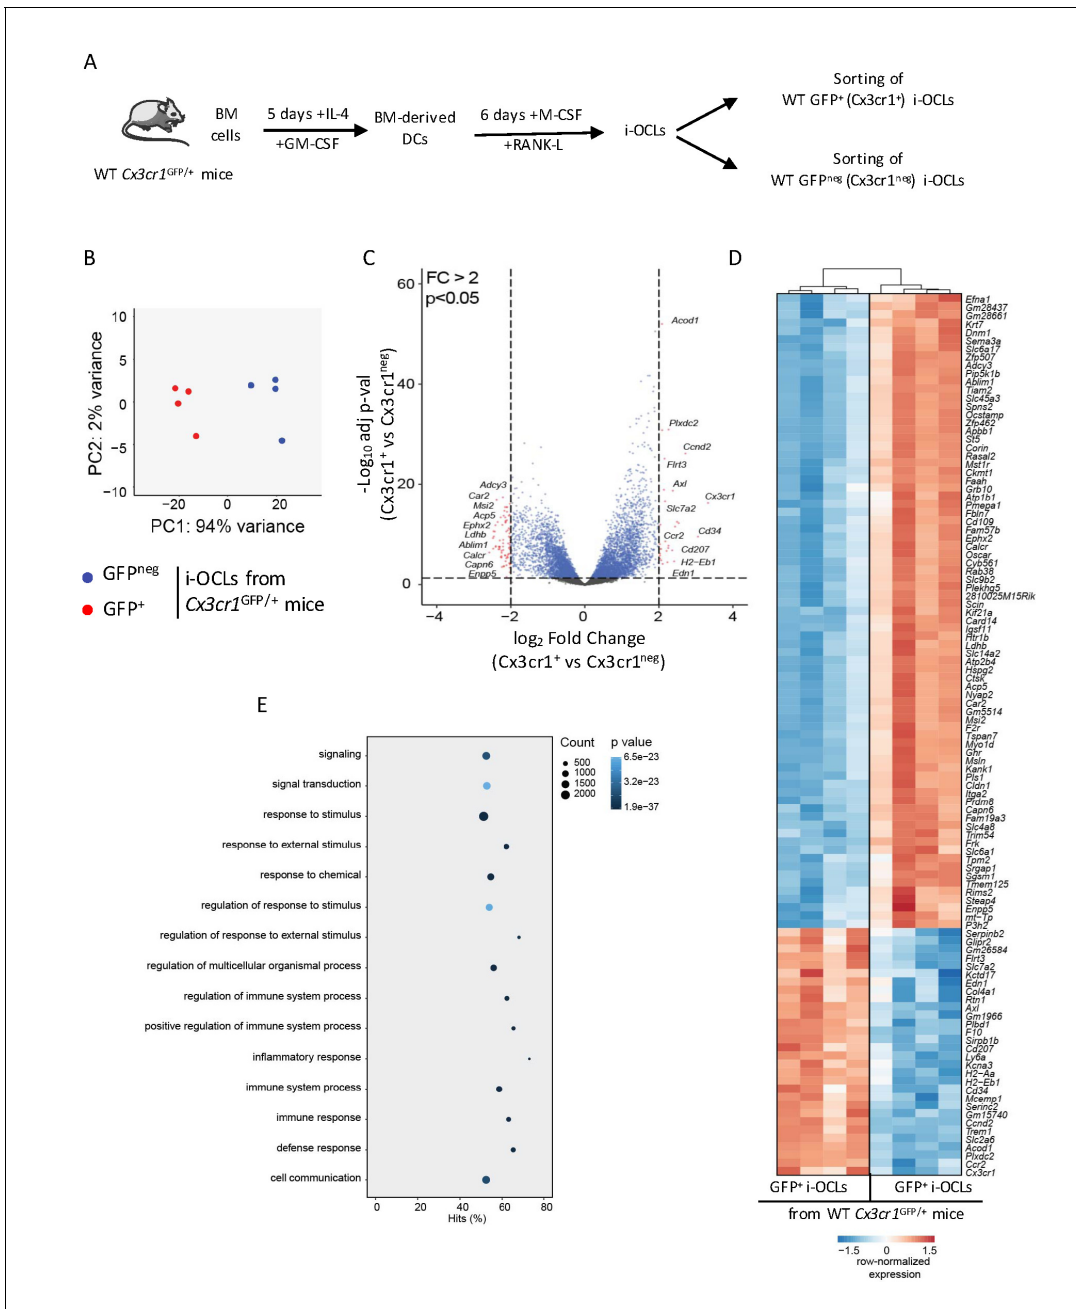 A
BM
cells
5 days +IL-4
+GM-CSF
BM-derived
DCs
6 days +M-CSF
+RANK-L
i-OCLs
Sorting of
WT GFP⁺ (Cx3cr1⁺) i-OCLs
Sorting of
WT GFPⁿᵉᵍ (Cx3cr1ⁿᵉᵍ) i-OCLs
WT Cx3cr1ᴳᶠᴾ/⁺ mice
B
10
5
0
−5
−10
PC2: 2% variance
−20
0
20
PC1: 94% variance
GFPⁿᵉᵍ
GFP⁺
i-OCLs from
Cx3cr1ᴳᶠᴾ/⁺ mice
C
FC > 2
p<0.05
60
40
20
0
-Log₁₀ adj p-val
(Cx3cr1⁺ vs Cx3cr1ⁿᵉᵍ)
Acod1
Plxdc2
Ccnd2
Flrt3
Axl
Cx3cr1
Slc7a2
Cd34
Ccr2
Cd207
H2−Eb1
Edn1
Adcy3
Car2
Msi2
Acp5
Ephx2
Ldhb
Ablim1
Calcr
Capn6
Enpp5
−4
−2
0
2
4
log₂ Fold Change
(Cx3cr1⁺ vs Cx3cr1ⁿᵉᵍ)
D
Efna1
Gm28437
Gm28661
Krt7
Dnm1
Sema3a
Slc6a17
Zfp507
Adcy3
Pip5k1b
Ablim1
Tiam2
Slc45a3
Spns2
Ocstamp
Zfp462
Apbb1
St5
Corin
Rasal2
Mst1r
Ckmt1
Faah
Grb10
Atp1b1
Pmepa1
Fbln7
Cd109
Fam57b
Ephx2
Calcr
Oscar
Cyb561
Rab38
Slc9b2
Plekhg5
2810025M15Rik
Scin
Kif21a
Card14
Igsf11
Htr1b
Ldhb
Slc14a2
Atp2b4
Hspg2
Ctsk
Acp5
Nyap2
Car2
Gm5514
Msi2
F2r
Tspan7
Myo1d
Ghr
Msln
Kank1
Pls1
Cldn1
Itga2
Prdm8
Capn6
Fam19a3
Slc4a8
Trim54
Frk
Slc6a1
Tpm2
Srgap1
Sgsm1
Tmem125
Rims2
Steap4
Enpp5
mt−Tp
P3h2
Serpinb2
Glipr2
Gm26584
Flrt3
Slc7a2
Kctd17
Edn1
Col4a1
Rtn1
Axl
Gm1966
Plbd1
F10
Sirpb1b
Cd207
Ly6a
Kcna3
H2−Aa
H2−Eb1
Cd34
Mcemp1
Serinc2
Gm15740
Ccnd2
Trem1
Slc2a6
Acod1
Plxdc2
Ccr2
Cx3cr1
GFP⁺ i-OCLs
GFP⁺ i-OCLs
from WT Cx3cr1ᴳᶠᴾ/⁺ mice
−1.5
0
1.5
row-normalized
expression
E
signaling
signal transduction
response to stimulus
response to external stimulus
response to chemical
regulation of response to stimulus
regulation of response to external stimulus
regulation of multicellular organismal process
regulation of immune system process
positive regulation of immune system process
inflammatory response
immune system process
immune response
defense response
cell communication
0
20
40
60
80
Hits (%)
Count
500
1000
1500
2000
p value
6.5e−23
3.2e−23
1.9e−37